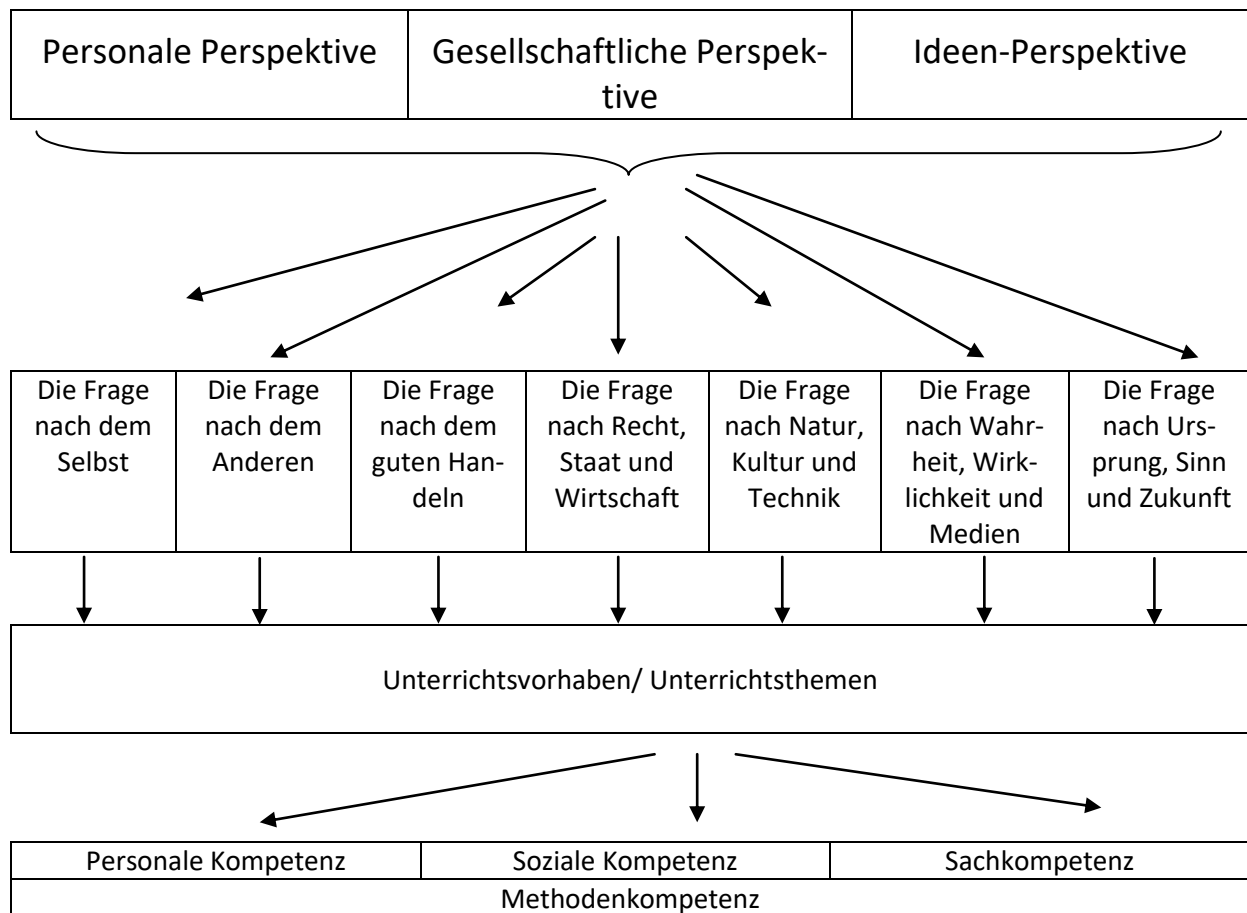 Personale Perspektive
Gesellschaftliche Perspek-
tive
Ideen-Perspektive
Die Frage
nach dem
Selbst
Die Frage
nach dem
Anderen
Die Frage
nach dem
guten Han-
deln
Die Frage
nach Recht,
Staat und
Wirtschaft
Die Frage
nach Natur,
Kultur und
Technik
Die Frage
nach Wahr-
heit, Wirk-
lichkeit und
Medien
Die Frage
nach Urs-
prung, Sinn
und Zukunft
Unterrichtsvorhaben/ Unterrichtsthemen
Personale Kompetenz
Soziale Kompetenz
Sachkompetenz
Methodenkompetenz